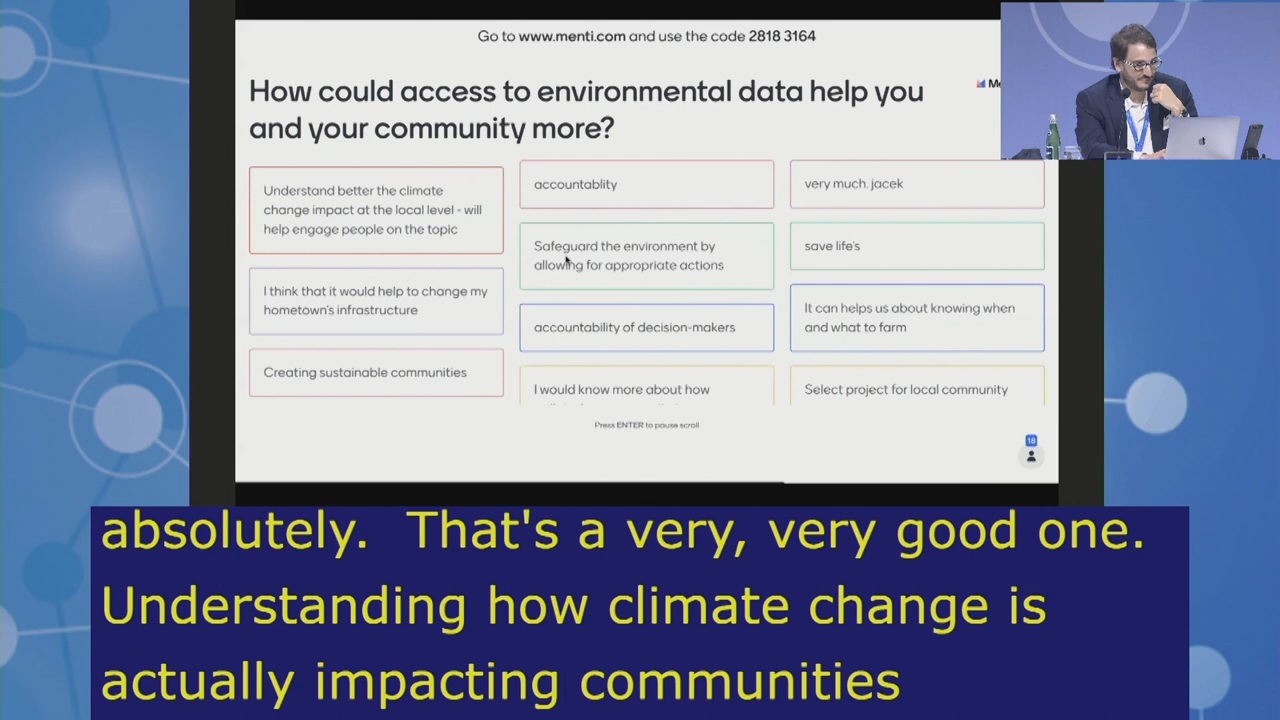 Go to www.menti.com and use the code 2818 3164
How could access to environmental data help you
and your community more?
Understand better the climate
change impact at the local level - will
help engage people on the topic
I think that it would help to change my
hometown's infrastructure
Creating sustainable communities
accountablity
Safeguard the environment by
allowing for appropriate actions
accountability of decision-makers
I would know more about how
very much. jacek
save life's
It can helps us about knowing when
and what to farm
Select project for local community
Press ENTER to pause scroll
18
absolutely. That's a very, very good one.
Understanding how climate change is
actually impacting communities